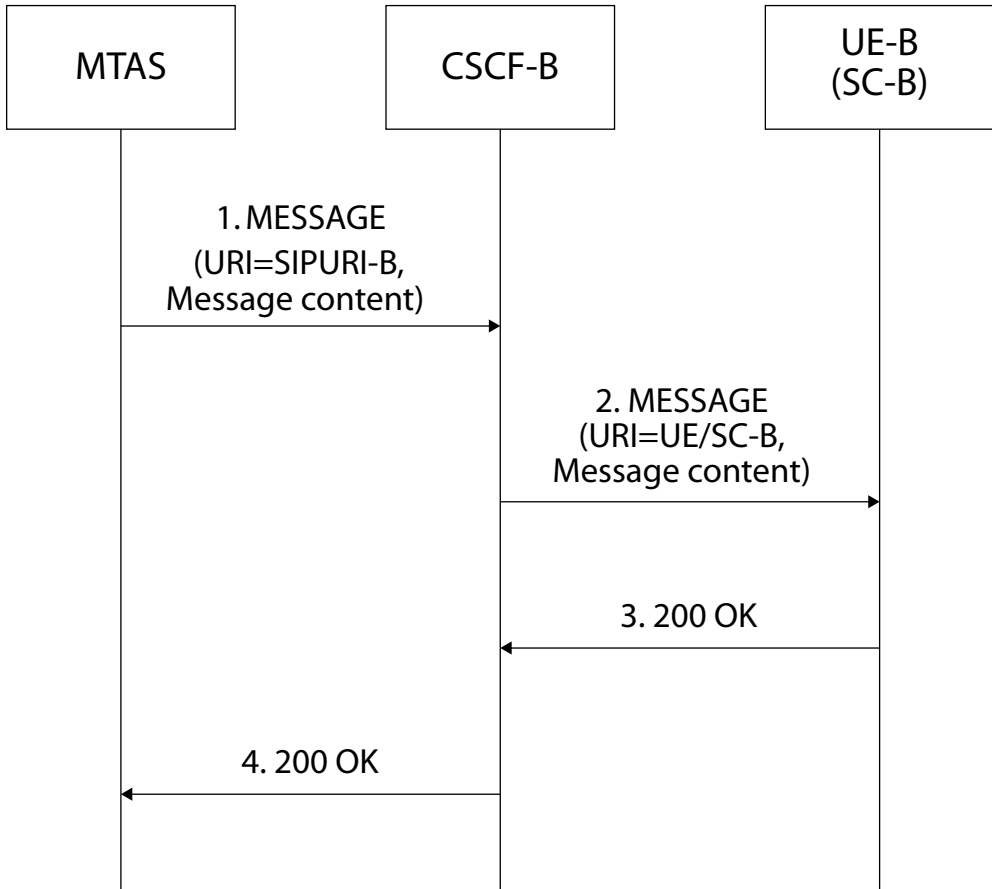 MTAS
CSCF-B
UE-B
(SC-B)
1. MESSAGE
(URI=SIPURI-B,
Message content)
2. MESSAGE
(URI=UE/SC-B,
Message content)
3. 200 OK
4. 200 OK